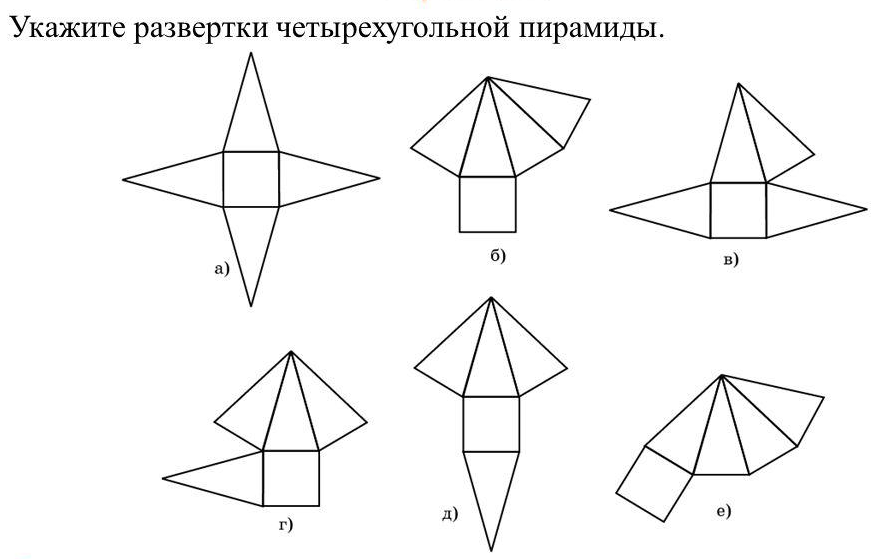 Укажите развертки четырехугольной пирамиды.
а)
б)
в)
г)
д)
е)